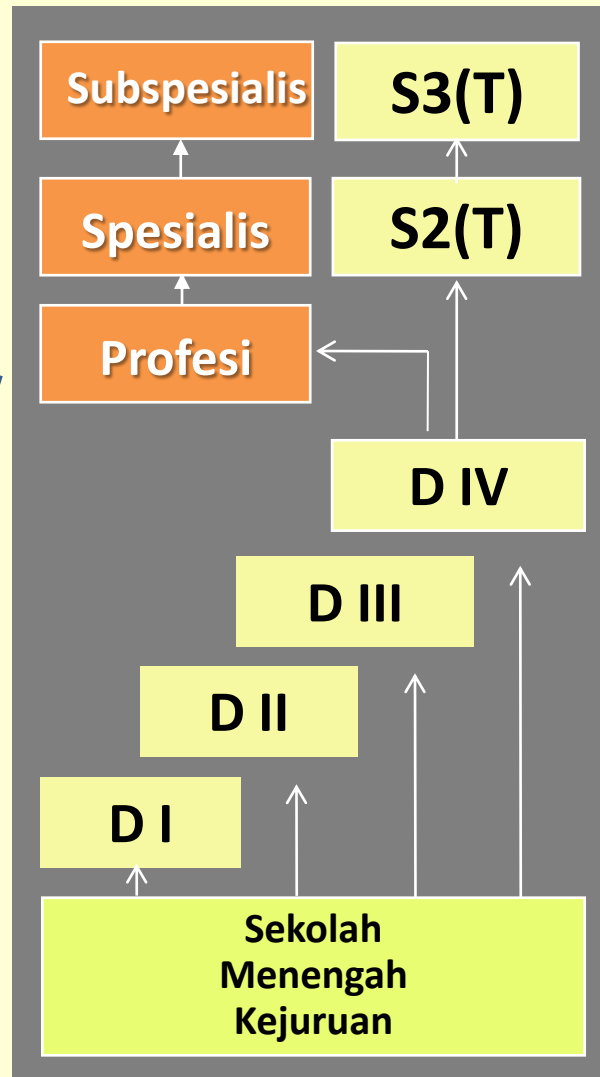 Subspesialis
S3(T)
Spesialis
S2(T)
Profesi
D IV
D III
D II
D I
Sekolah
Menengah
Kejuruan